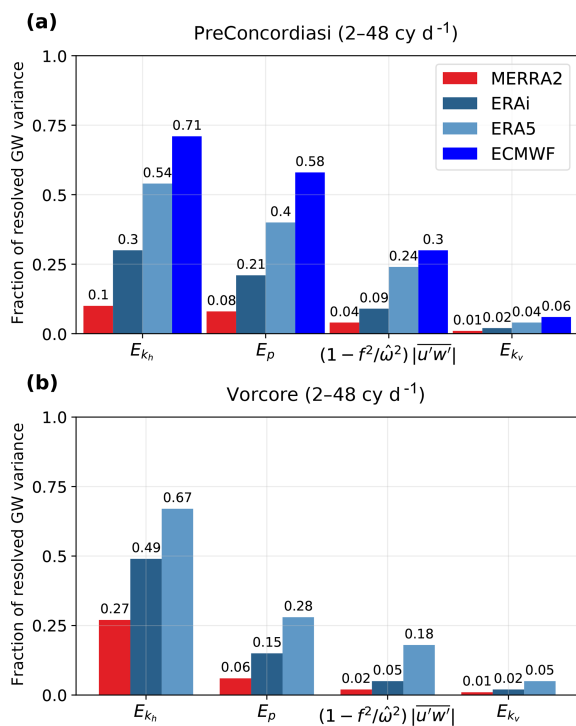 (a)
PreConcordiasi (2–48 cy d⁻¹)
Fraction of resolved GW variance
1.0
0.75
0.5
0.25
0.0
MERRA2
ERAi
ERA5
ECMWF
0.1 0.3 0.54 0.71
0.08 0.21 0.4 0.58
0.04 0.09 0.24 0.3
0.01 0.02 0.04 0.06
E_{k_h} E_p (1 − f²/ω̂²) |\overline{u′w′}| E_{k_v}
(b)
Vorcore (2–48 cy d⁻¹)
Fraction of resolved GW variance
1.0
0.75
0.50
0.25
0.0
0.27 0.49 0.67
0.06 0.15 0.28
0.02 0.05 0.18
0.01 0.02 0.05
E_{k_h} E_p (1 − f²/ω̂²) |\overline{u′w′}| E_{k_v}